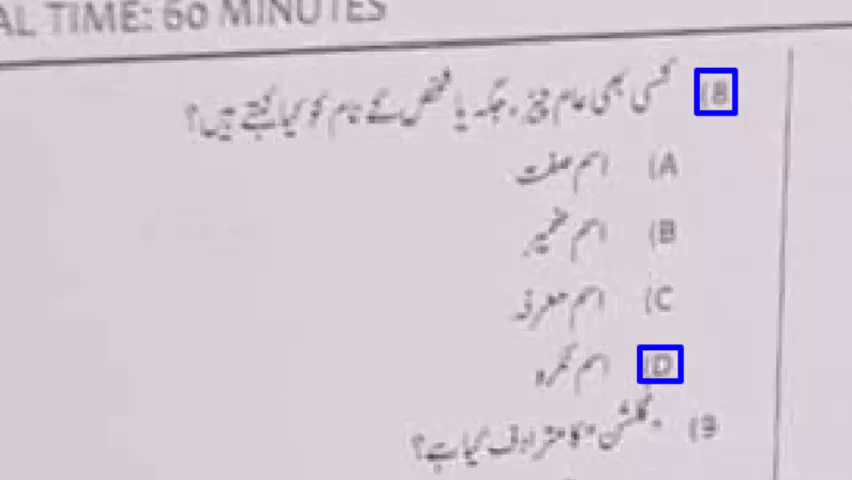 AL TIME: 60 MINUTES
(8 کسی بھی عام چیز، جگہ یا شخص کے نام کو کیا کہتے ہیں؟
(A اسم صفت
(B اسم ضمیر
(C اسم معرفہ
(D اسم نکرہ
(9 "گلشن" کا مترادف کیا ہے؟